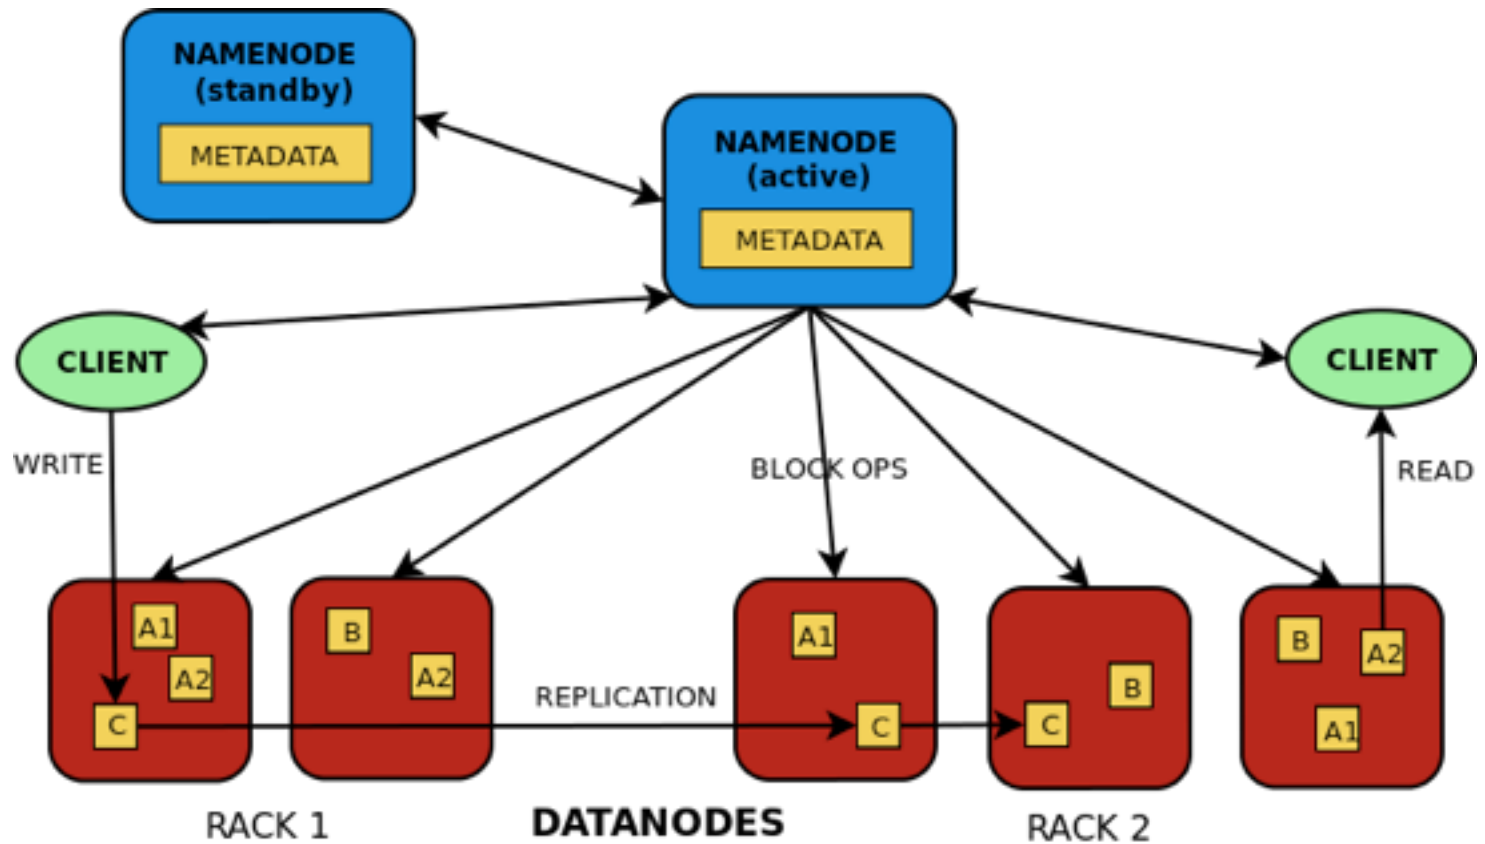 NAMENODE
(standby)
METADATA
NAMENODE
(active)
METADATA
CLIENT
CLIENT
WRITE
BLOCK OPS
READ
A1
A2
C
B
A2
REPLICATION
A1
C
B
C
B
A2
A1
RACK 1
DATANODES
RACK 2